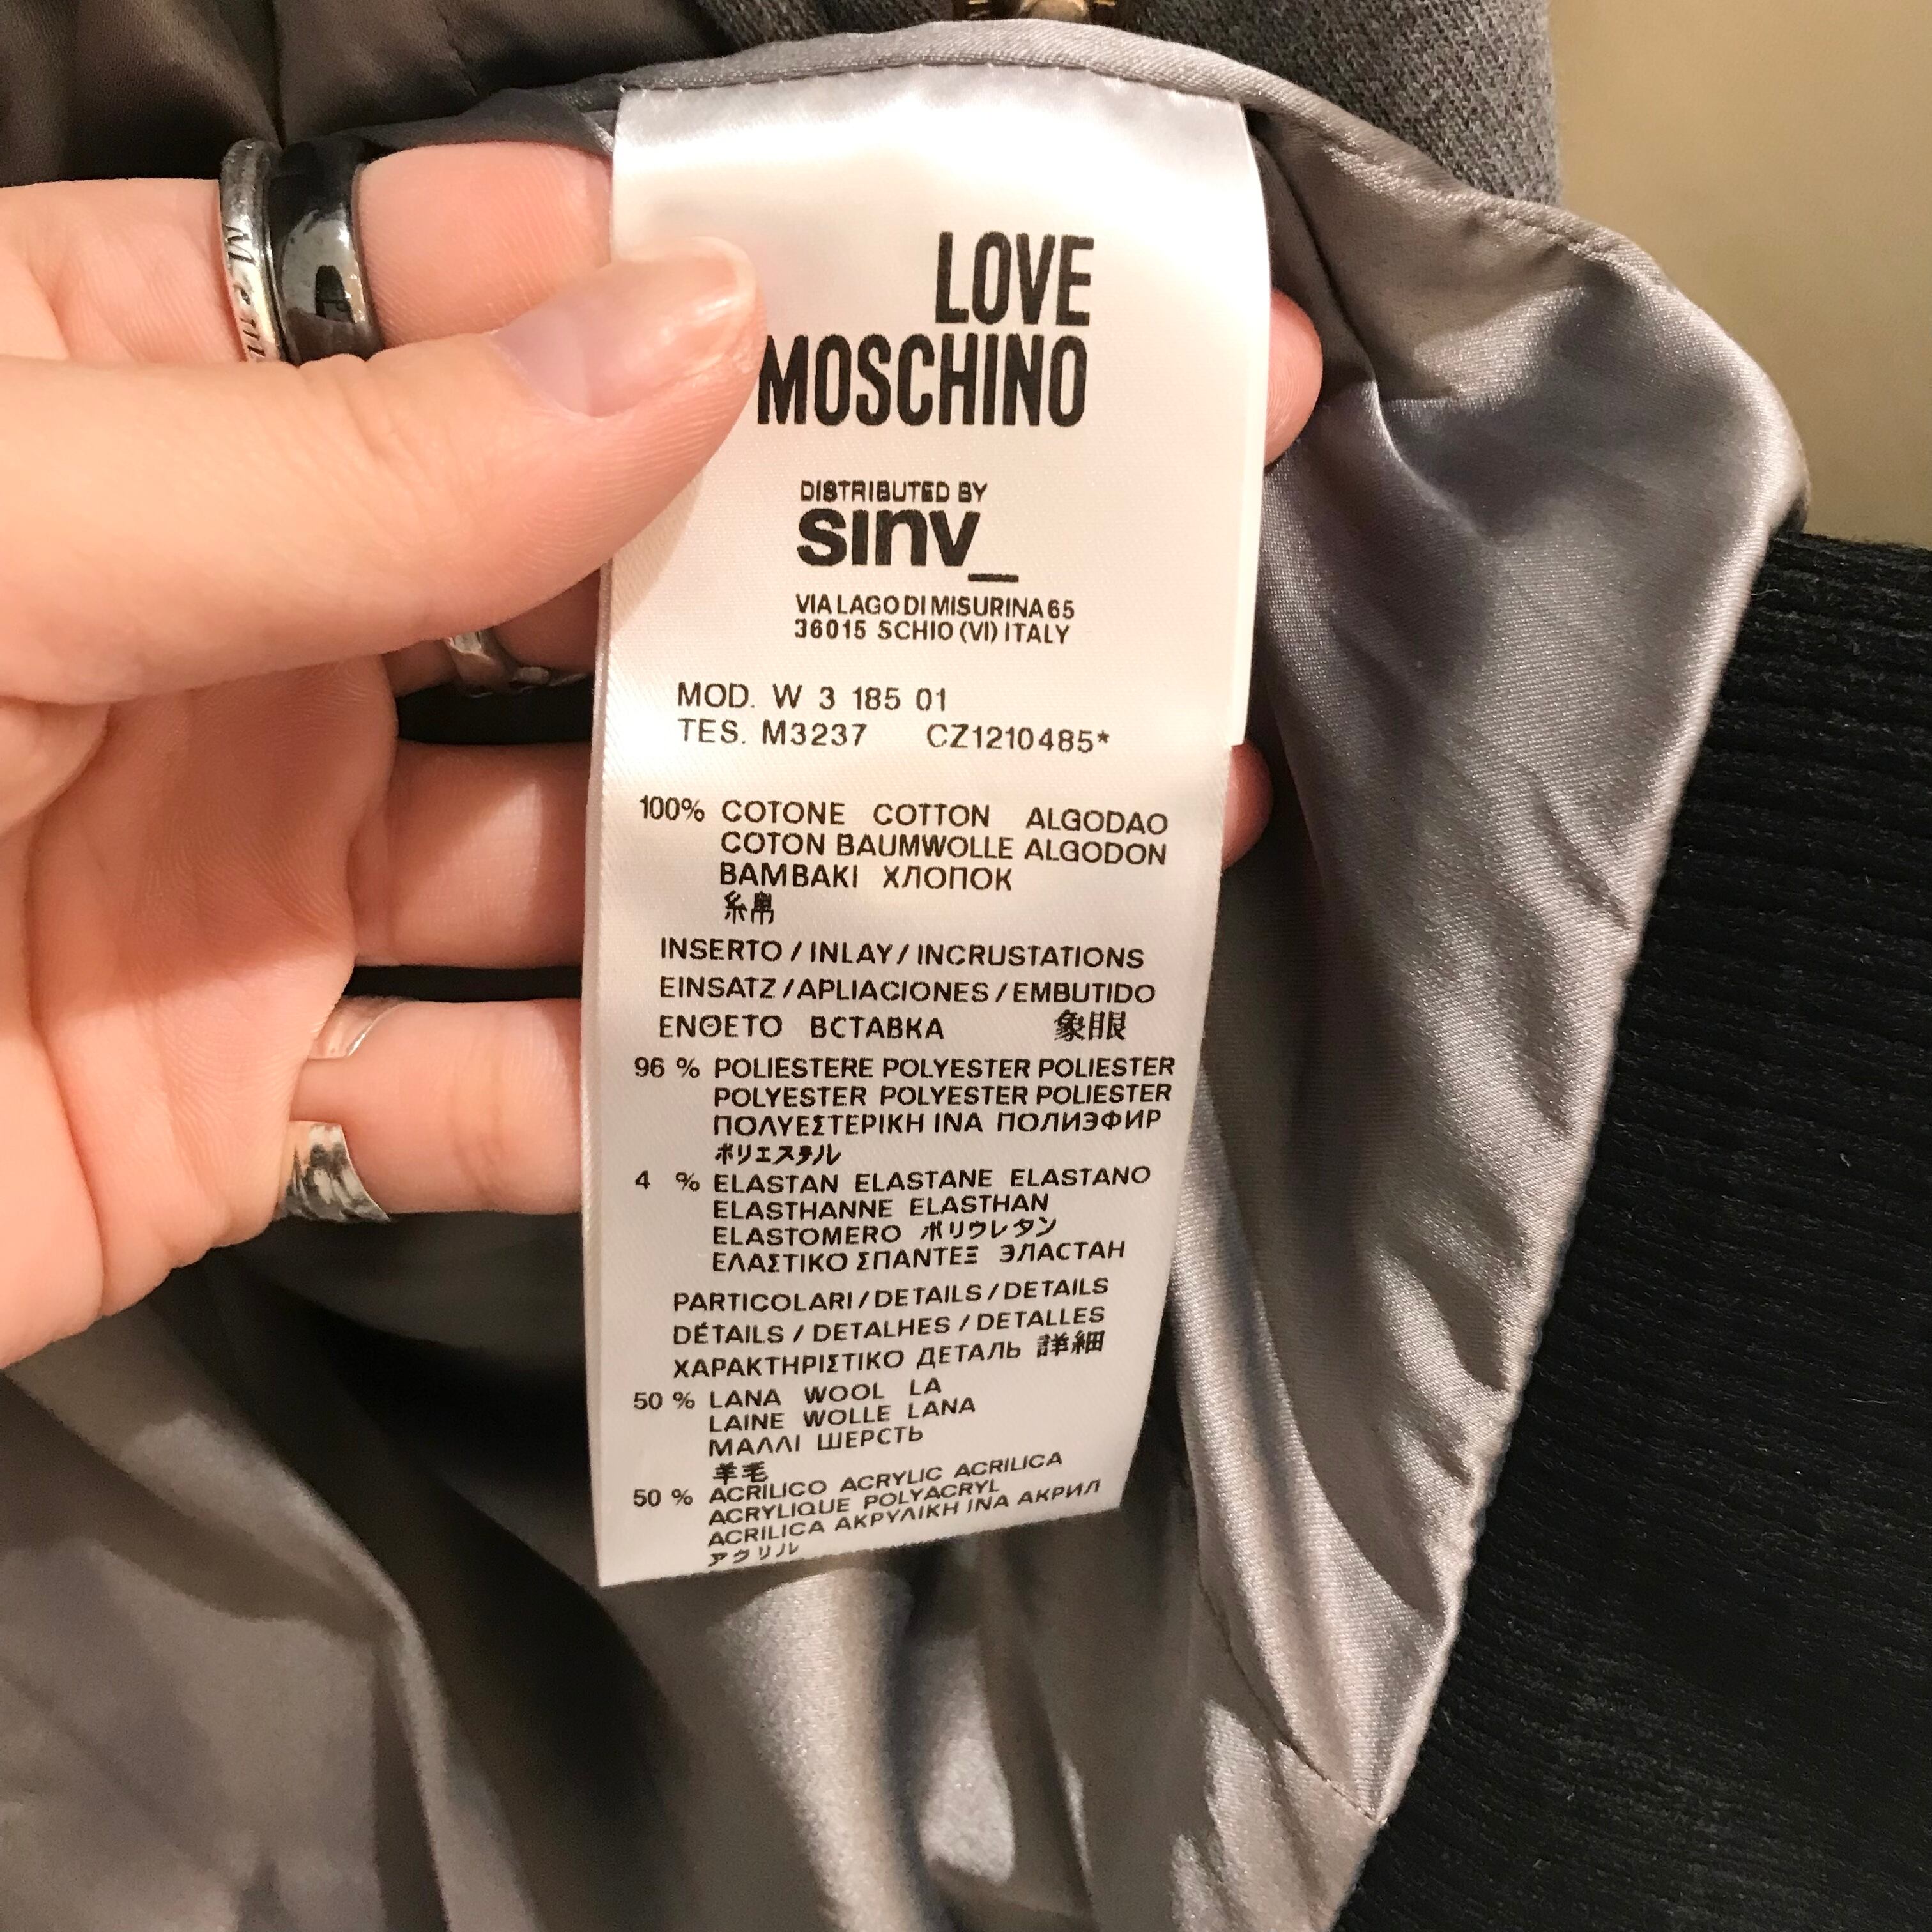 LOVE
MOSCHINO
DISTRIBUTED BY
sınv_
VIA LAGO DI MISURINA 65
36015 SCHIO (VI) ITALY
MOD. W 3 185 01
TES. M3237 CZ1210485*
100% COTONE COTTON ALGODAO
COTON BAUMWOLLE ALGODON
BAMBAKI ХЛОПОК
糸帛
INSERTO / INLAY / INCRUSTATIONS
EINSATZ / APLIACIONES / EMBUTIDO
ΕΝΘΕΤΟ ВСТАВКА 象眼
96 % POLIESTERE POLYESTER POLIESTER
POLYESTER POLYESTER POLIESTER
ΠΟΛΥΕΣΤΕΡΙΚΗ ΙΝΑ ПОЛИЭФИР
ポリエステル
4 % ELASTAN ELASTANE ELASTANO
ELASTHANNE ELASTHAN
ELASTOMERO ポリウレタン
ΕΛΑΣΤΙΚΟ ΣΠΑΝΤΕΞ ЭЛАСТАН
PARTICOLARI / DETAILS / DETAILS
DÉTAILS / DETALHES / DETALLES
ΧΑΡΑΚΤΗΡΙΣΤΙΚΟ ДЕТАЛЬ 詳細
50 % LANA WOOL LA
LAINE WOLLE LANA
ΜΑΛΛΙ ШЕРСТЬ
羊毛
50 % ACRILICO ACRYLIC ACRILICA
ACRYLIQUE POLYACRYL
ACRILICA ΑΚΡΥΛΙΚΗ ΙΝΑ АКРИЛ
アクリル